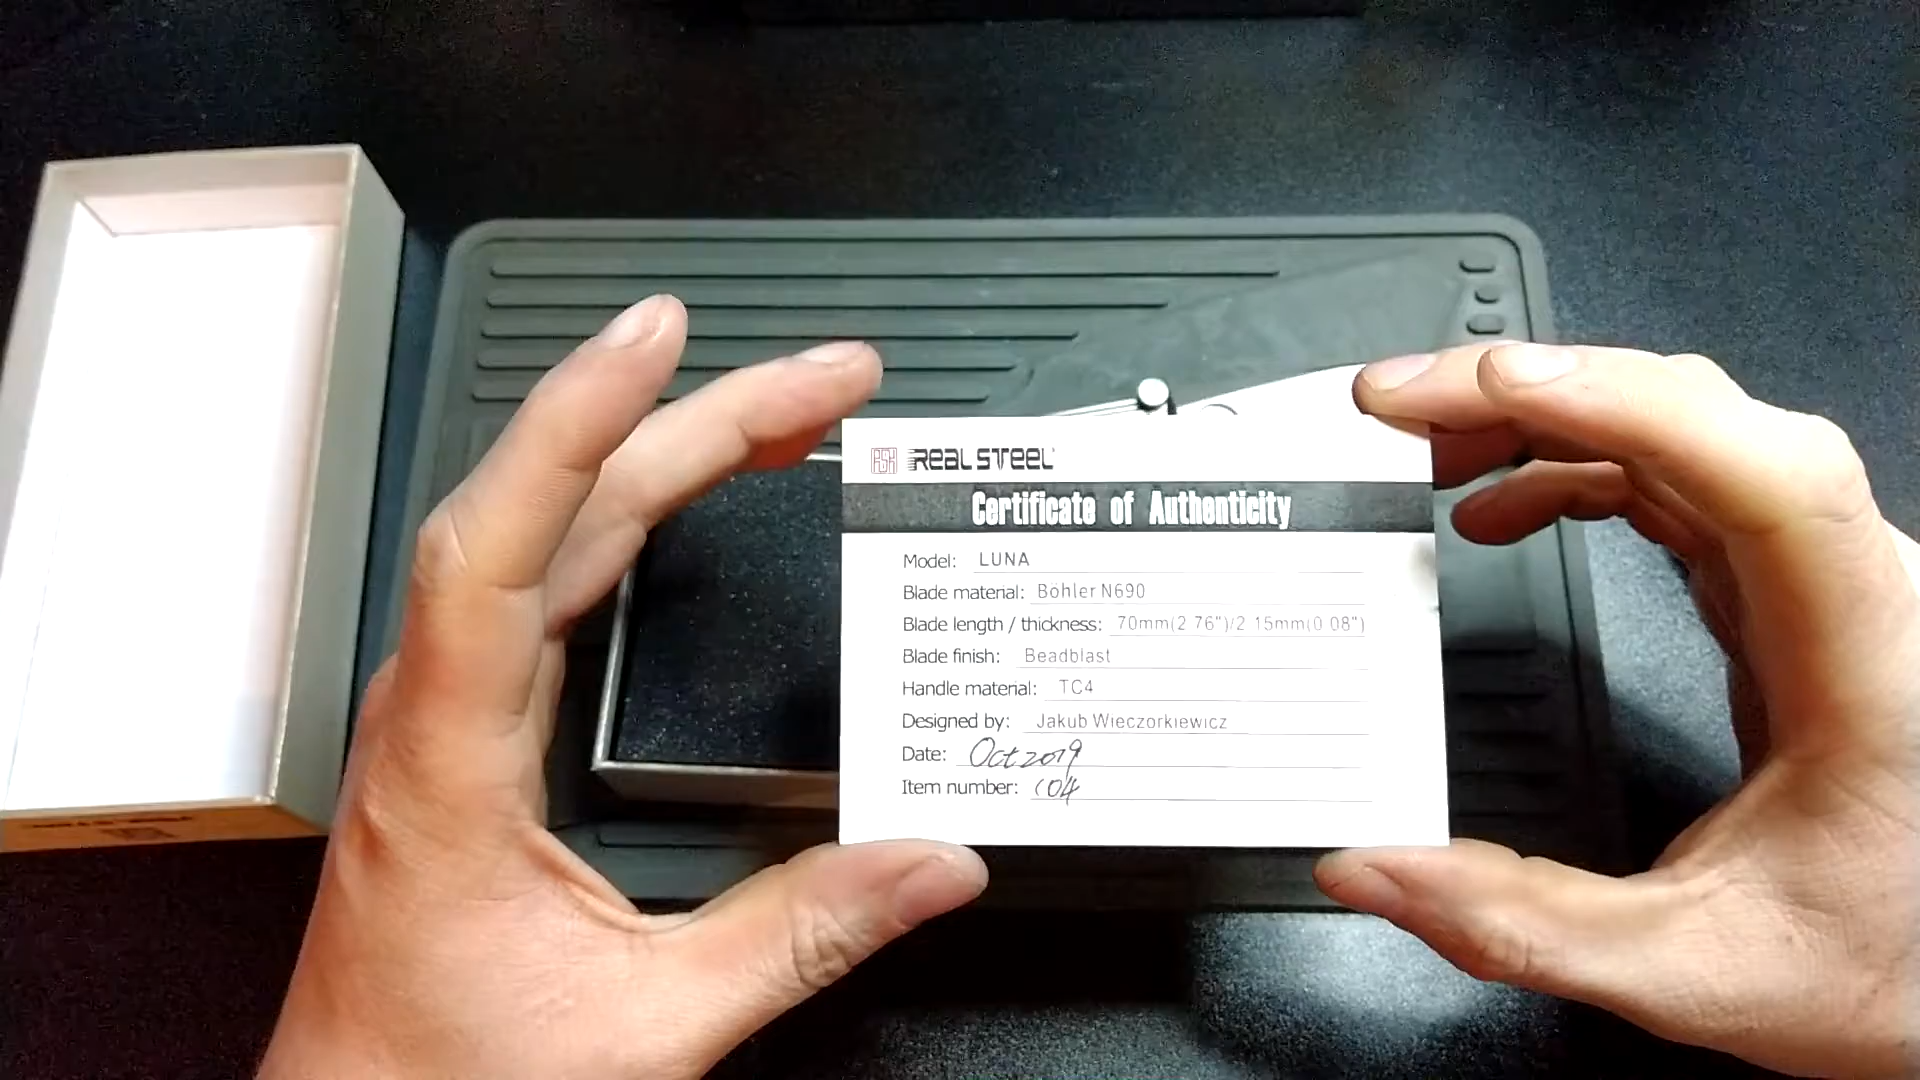 RSK REAL STEEL
Certificate of Authenticity
Model: LUNA
Blade material: Böhler N690
Blade length / thickness: 70mm(2 76")/2 15mm(0 08")
Blade finish: Beadblast
Handle material: TC4
Designed by: Jakub Wieczorkiewicz
Date: Oct 2019
Item number: 104